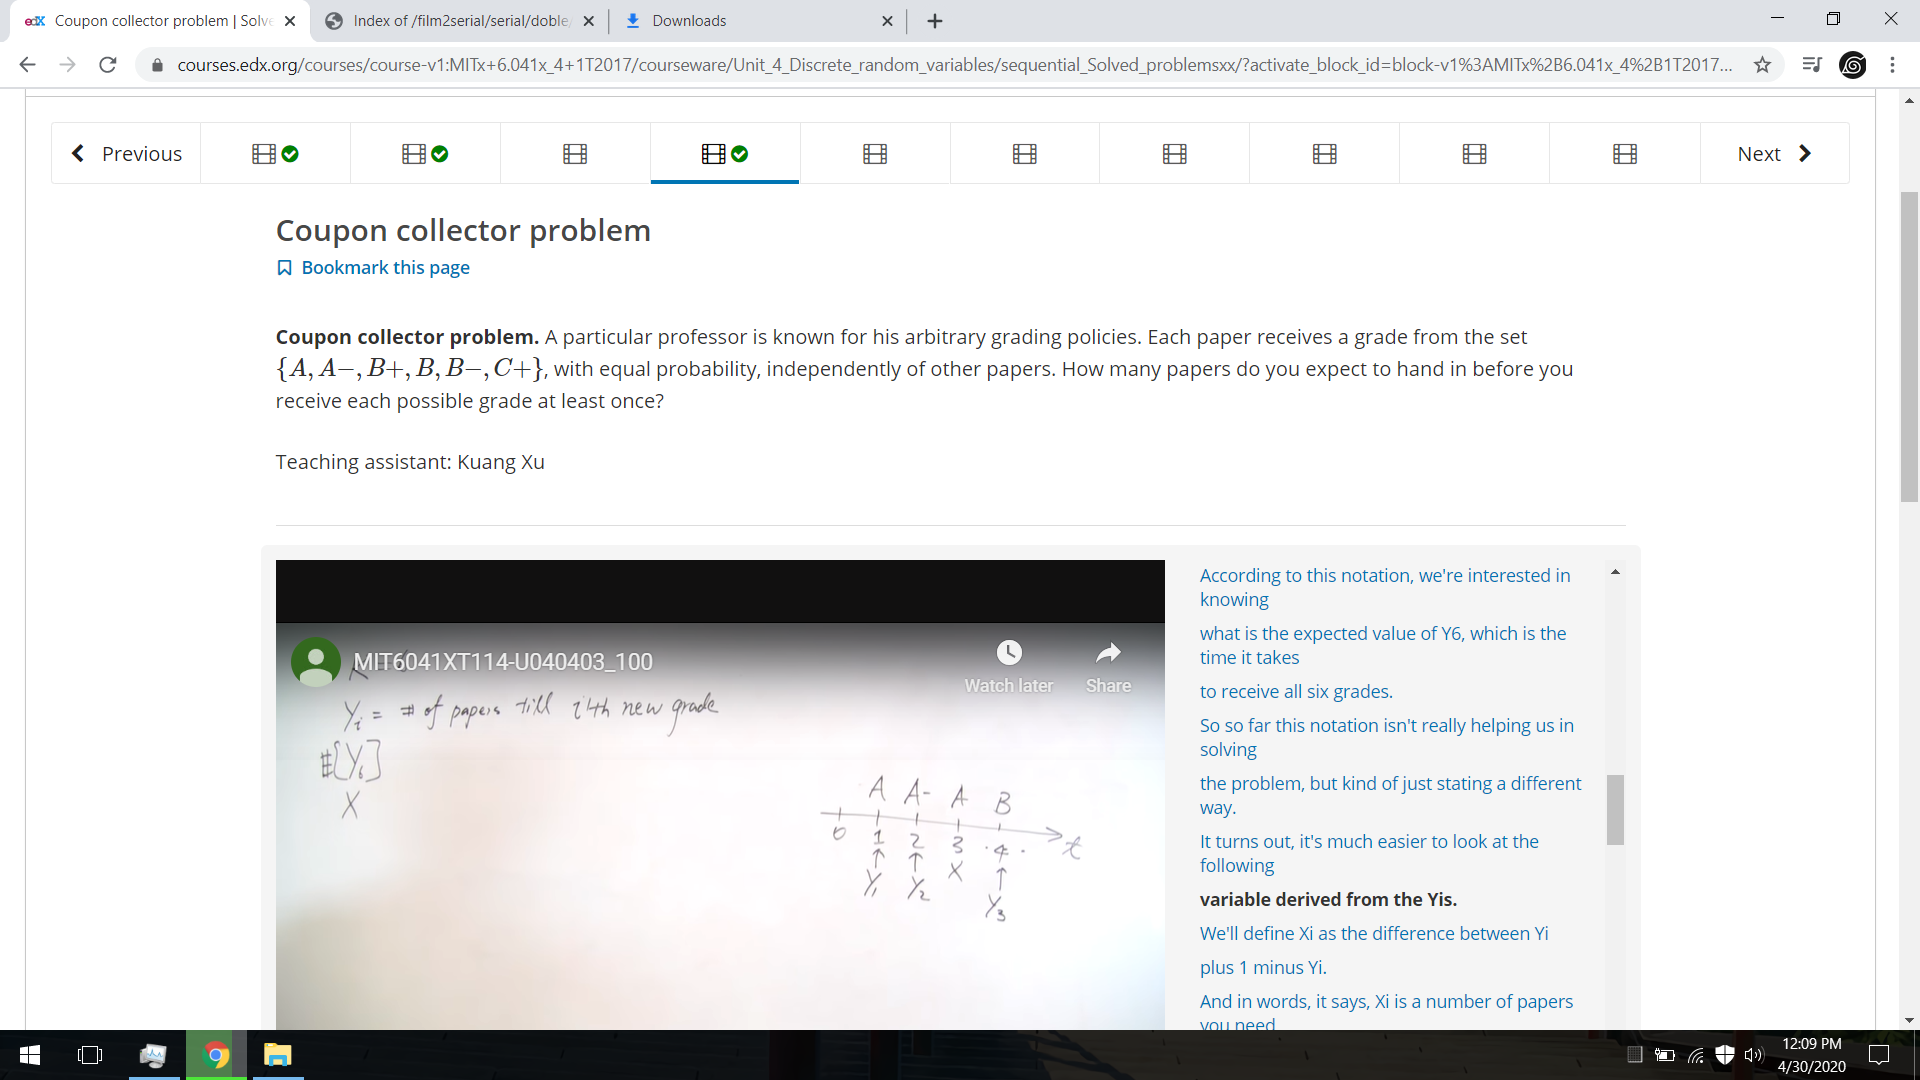 Coupon collector problem | Solve
Index of /film2serial/serial/doble
Downloads
courses.edx.org/courses/course-v1:MITx+6.041x_4+1T2017/courseware/Unit_4_Discrete_random_variables/sequential_Solved_problemsxx/?activate_block_id=block-v1%3AMITx%2B6.041x_4%2B1T2017...
Previous
Next
Coupon collector problem
Bookmark this page
Coupon collector problem. A particular professor is known for his arbitrary grading policies. Each paper receives a grade from the set
{A, A−, B+, B, B−, C+}, with equal probability, independently of other papers. How many papers do you expect to hand in before you
receive each possible grade at least once?
Teaching assistant: Kuang Xu
MIT6041XT114-U040403_100
Watch later
Share
Yi = # of papers till i'th new grade
E[Y6]
X
A A- A B
0 1 2 3 4 t
Y1 Y2 X Y3
According to this notation, we're interested in
knowing
what is the expected value of Y6, which is the
time it takes
to receive all six grades.
So so far this notation isn't really helping us in
solving
the problem, but kind of just stating a different
way.
It turns out, it's much easier to look at the
following
variable derived from the Yis.
We'll define Xi as the difference between Yi
plus 1 minus Yi.
And in words, it says, Xi is a number of papers
you need
12:09 PM
4/30/2020